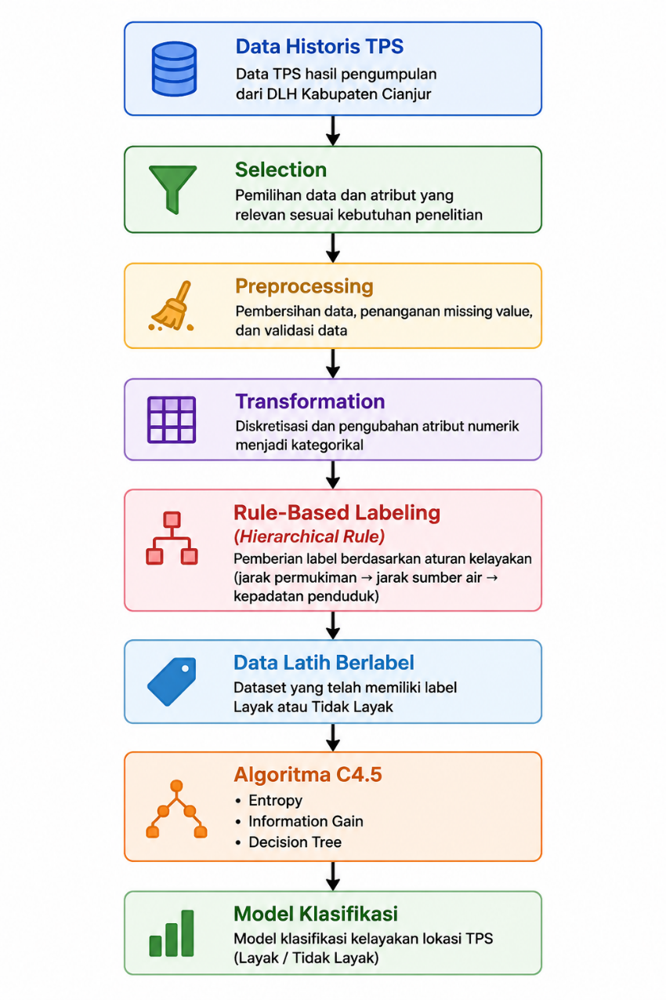 Data Historis TPS
Data TPS hasil pengumpulan
dari DLH Kabupaten Cianjur
Selection
Pemilihan data dan atribut yang
relevan sesuai kebutuhan penelitian
Preprocessing
Pembersihan data, penanganan missing value,
dan validasi data
Transformation
Diskretisasi dan pengubahan atribut numerik
menjadi kategorikal
Rule-Based Labeling
(Hierarchical Rule)
Pemberian label berdasarkan aturan kelayakan
(jarak permukiman → jarak sumber air →
kepadatan penduduk)
Data Latih Berlabel
Dataset yang telah memiliki label
Layak atau Tidak Layak
Algoritma C4.5
• Entropy
• Information Gain
• Decision Tree
Model Klasifikasi
Model klasifikasi kelayakan lokasi TPS
(Layak / Tidak Layak)